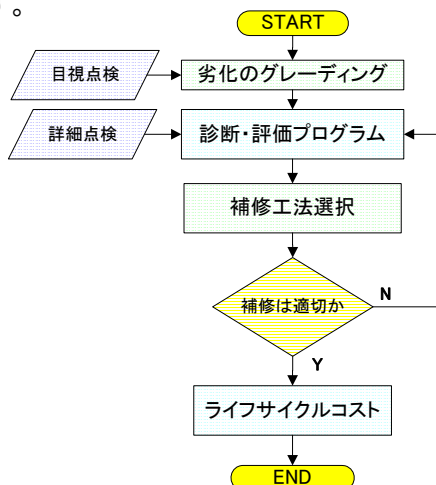 。
START
目視点検
劣化のグレーディング
詳細点検
診断・評価プログラム
補修工法選択
補修は適切か
N
Y
ライフサイクルコスト
END